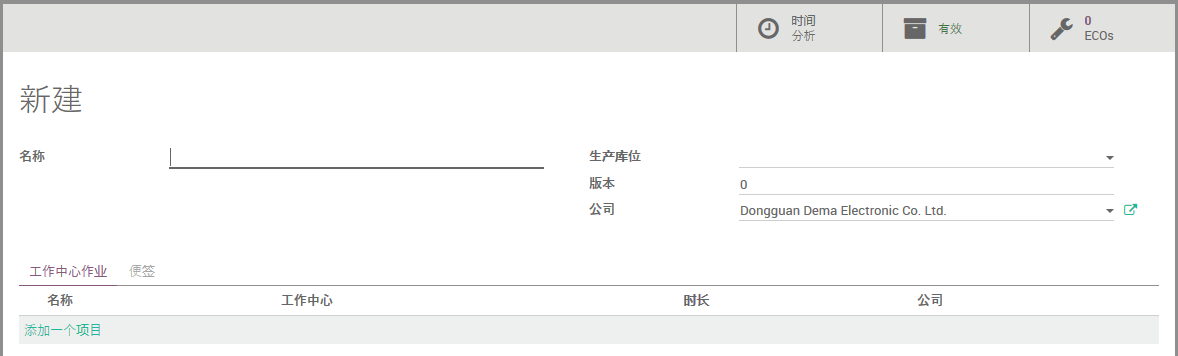 时间
分析
有效
0
ECOs
新建
名称
生产库位
版本
0
公司
Dongguan Dema Electronic Co. Ltd.
工作中心作业
便签
名称
工作中心
时长
公司
添加一个项目